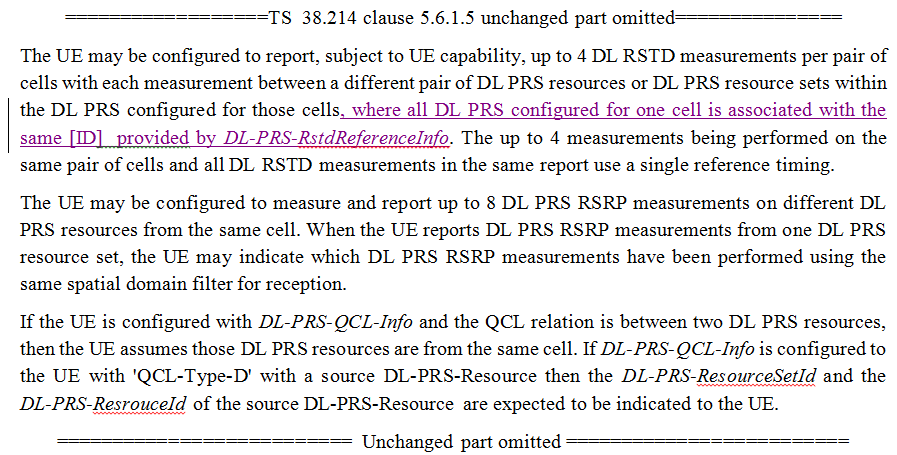 ==================TS 38.214 clause 5.6.1.5 unchanged part omitted===============
The UE may be configured to report, subject to UE capability, up to 4 DL RSTD measurements per pair of
cells with each measurement between a different pair of DL PRS resources or DL PRS resource sets within
the DL PRS configured for those cells, where all DL PRS configured for one cell is associated with the
same [ID] provided by DL-PRS-RstdReferenceInfo. The up to 4 measurements being performed on the
same pair of cells and all DL RSTD measurements in the same report use a single reference timing.
The UE may be configured to measure and report up to 8 DL PRS RSRP measurements on different DL
PRS resources from the same cell. When the UE reports DL PRS RSRP measurements from one DL PRS
resource set, the UE may indicate which DL PRS RSRP measurements have been performed using the
same spatial domain filter for reception.
If the UE is configured with DL-PRS-QCL-Info and the QCL relation is between two DL PRS resources,
then the UE assumes those DL PRS resources are from the same cell. If DL-PRS-QCL-Info is configured to
the UE with 'QCL-Type-D' with a source DL-PRS-Resource then the DL-PRS-ResourceSetId and the
DL-PRS-ResrouceId of the source DL-PRS-Resource are expected to be indicated to the UE.
========================== Unchanged part omitted =========================